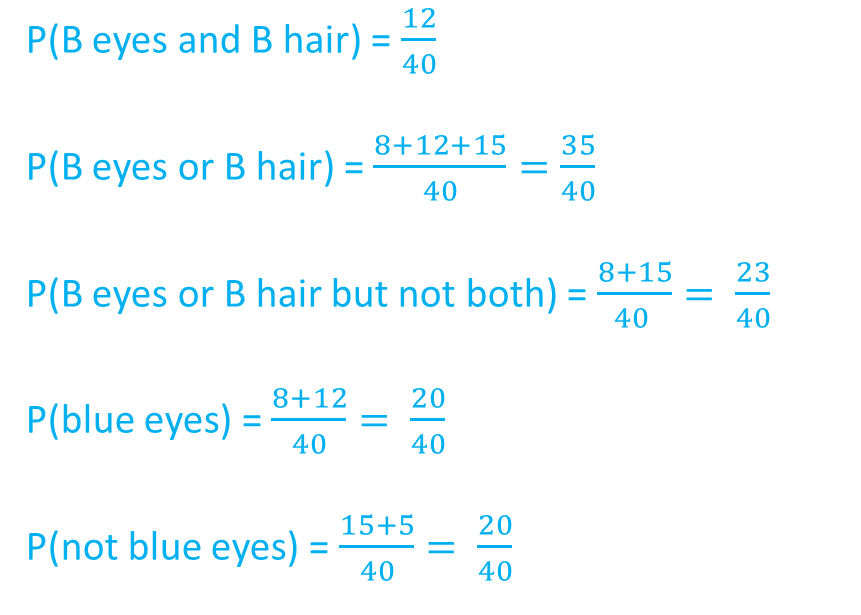 P(B eyes and B hair) = 12/40
P(B eyes or B hair) = 8+12+15/40 = 35/40
P(B eyes or B hair but not both) = 8+15/40 = 23/40
P(blue eyes) = 8+12/40 = 20/40
P(not blue eyes) = 15+5/40 = 20/40